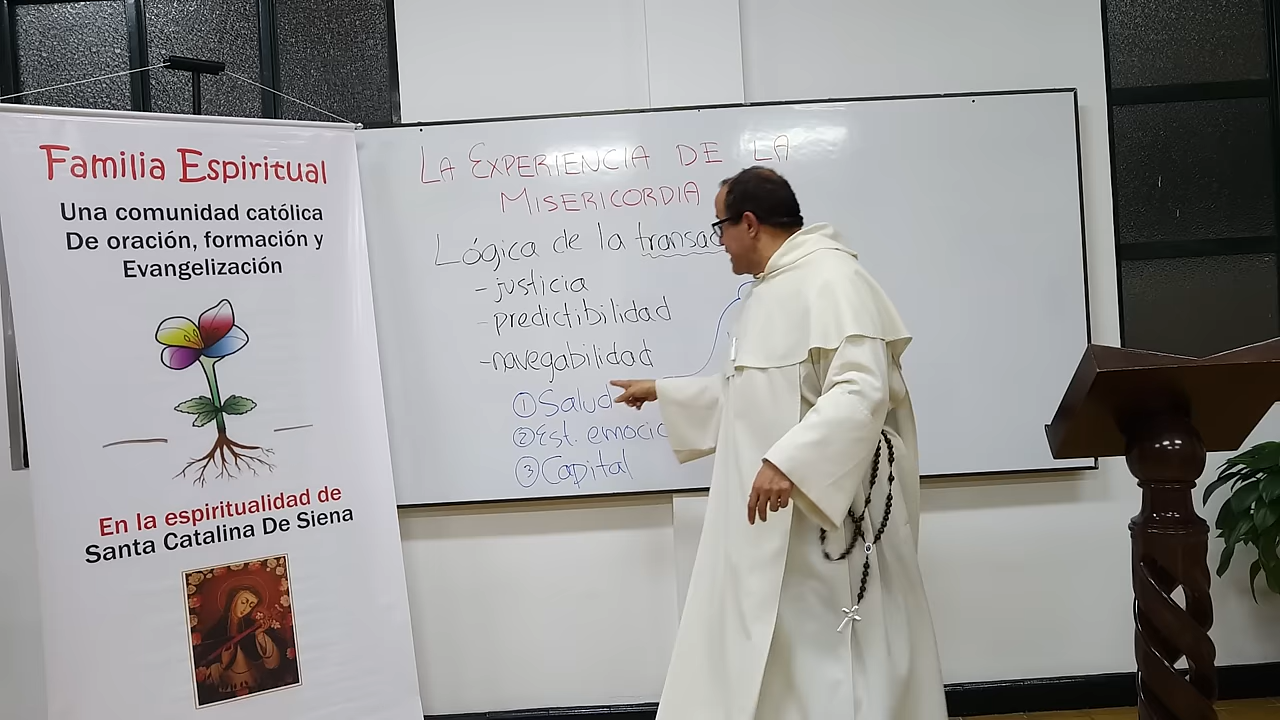 Familia Espiritual
Una comunidad católica
De oración, formación y
Evangelización
En la espiritualidad de
Santa Catalina De Siena
LA EXPERIENCIA DE LA
MISERICORDIA
Lógica de la transac
- justicia
- predictibilidad
- navegabilidad
① Salud
② Est. emocio
③ Capital